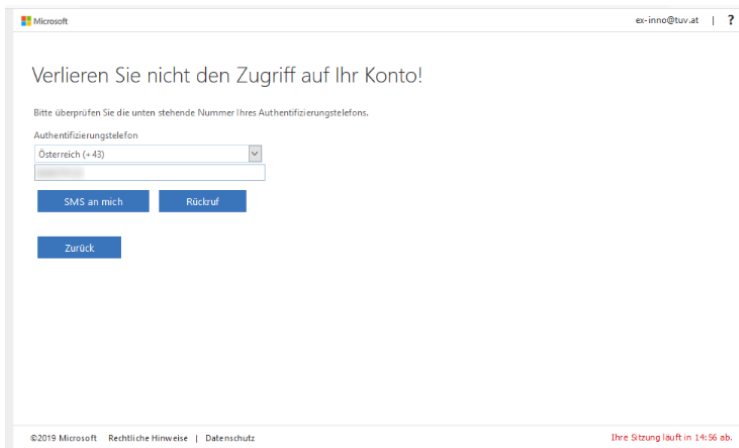 Microsoft
ex-inno@tuv.at | ?
Verlieren Sie nicht den Zugriff auf Ihr Konto!
Bitte überprüfen Sie die unten stehende Nummer Ihres Authentifizierungstelefons.
Authentifizierungstelefon
Österreich (+43)
SMS an mich
Rückruf
Zurück
©2019 Microsoft Rechtliche Hinweise | Datenschutz
Ihre Sitzung läuft in 14:56 ab.